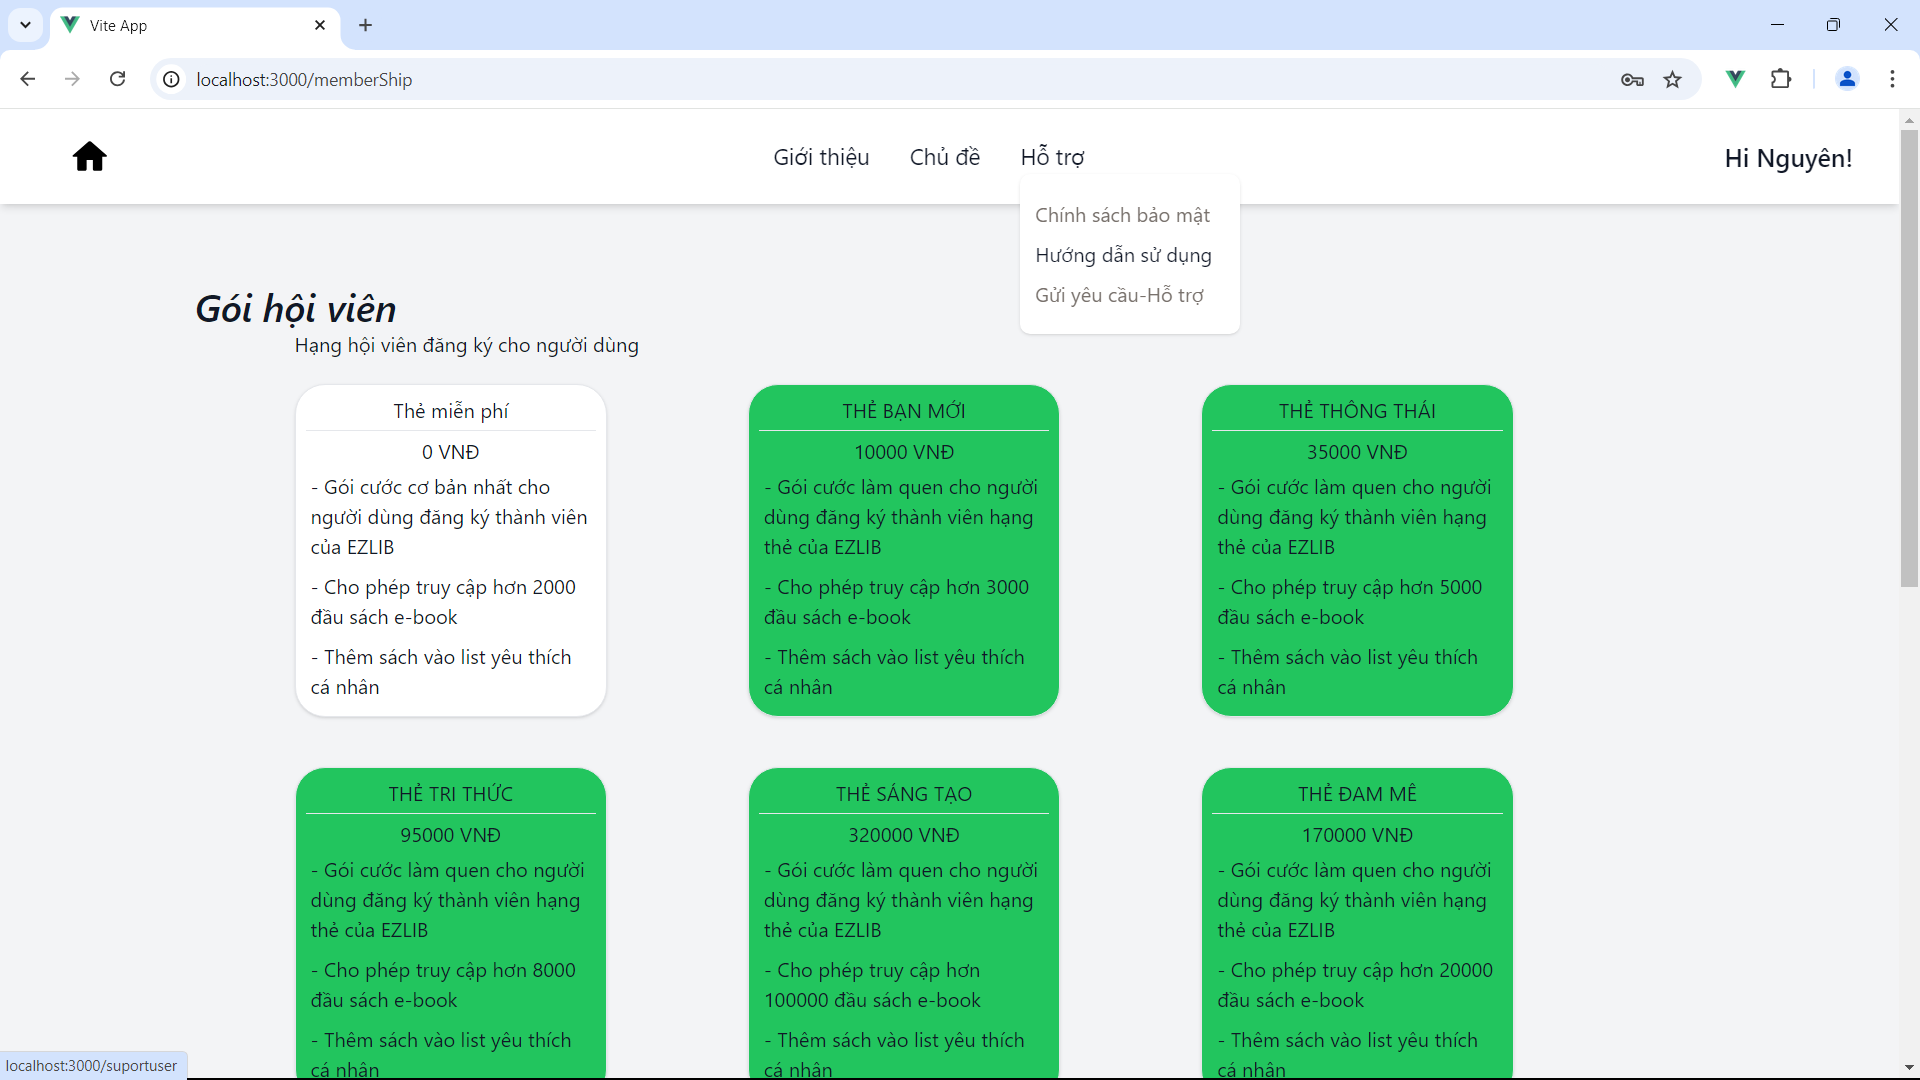 Vite App
localhost:3000/memberShip
Giới thiệu
Chủ đề
Hỗ trợ
Hi Nguyên!
Chính sách bảo mật
Hướng dẫn sử dụng
Gửi yêu cầu-Hỗ trợ
Gói hội viên
Hạng hội viên đăng ký cho người dùng
Thẻ miễn phí
0 VNĐ
- Gói cước cơ bản nhất cho
người dùng đăng ký thành viên
của EZLIB
- Cho phép truy cập hơn 2000
đầu sách e-book
- Thêm sách vào list yêu thích
cá nhân
THẺ BẠN MỚI
10000 VNĐ
- Gói cước làm quen cho người
dùng đăng ký thành viên hạng
thẻ của EZLIB
- Cho phép truy cập hơn 3000
đầu sách e-book
- Thêm sách vào list yêu thích
cá nhân
THẺ THÔNG THÁI
35000 VNĐ
- Gói cước làm quen cho người
dùng đăng ký thành viên hạng
thẻ của EZLIB
- Cho phép truy cập hơn 5000
đầu sách e-book
- Thêm sách vào list yêu thích
cá nhân
THẺ TRI THỨC
95000 VNĐ
- Gói cước làm quen cho người
dùng đăng ký thành viên hạng
thẻ của EZLIB
- Cho phép truy cập hơn 8000
đầu sách e-book
- Thêm sách vào list yêu thích
cá nhân
THẺ SÁNG TẠO
320000 VNĐ
- Gói cước làm quen cho người
dùng đăng ký thành viên hạng
thẻ của EZLIB
- Cho phép truy cập hơn
100000 đầu sách e-book
- Thêm sách vào list yêu thích
cá nhân
THẺ ĐAM MÊ
170000 VNĐ
- Gói cước làm quen cho người
dùng đăng ký thành viên hạng
thẻ của EZLIB
- Cho phép truy cập hơn 20000
đầu sách e-book
- Thêm sách vào list yêu thích
cá nhân
localhost:3000/suportuser